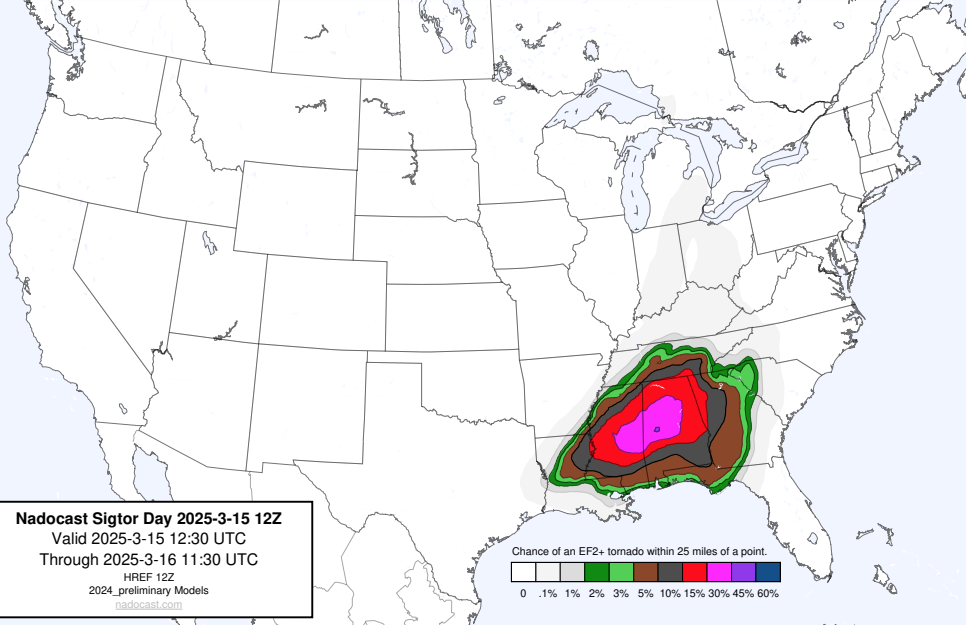 Chance of an EF2+ tornado within 25 miles of a point.
0 .1% 1% 2% 3% 5% 10% 15% 30% 45% 60%
Nadocast Sigtor Day 2025-3-15 12Z
Valid 2025-3-15 12:30 UTC
Through 2025-3-16 11:30 UTC
HREF 12Z
2024_preliminary Models
nadocast.com